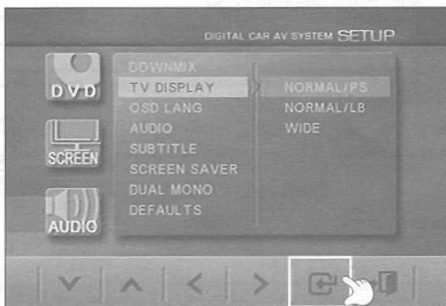 DIGITAL CAR AV SYSTEM SETUP
DVD
SCREEN
AUDIO
DOWNMIX
TV DISPLAY
OSD LANG
AUDIO
SUBTITLE
SCREEN SAVER
DUAL MONO
DEFAULTS
NORMAL/PS
NORMAL/LB
WIDE